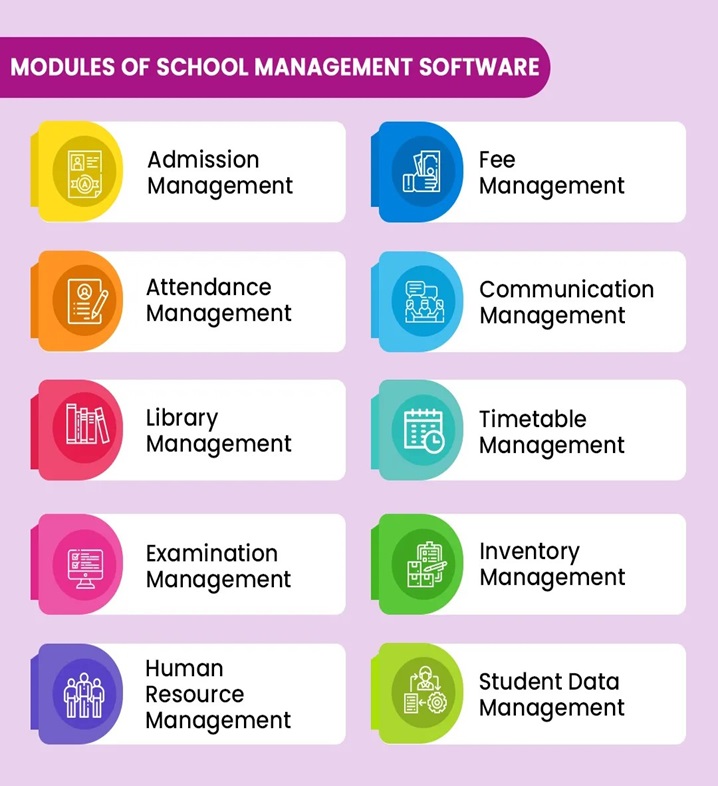 MODULES OF SCHOOL MANAGEMENT SOFTWARE
Admission
Management
Fee
Management
Attendance
Management
Communication
Management
Library
Management
Timetable
Management
Examination
Management
Inventory
Management
Human
Resource
Management
Student Data
Management